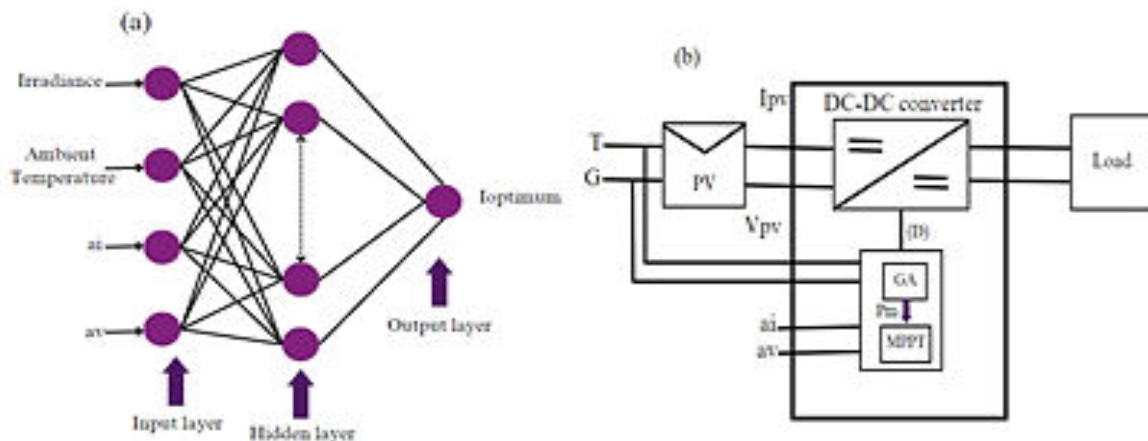 (a)
Irradiance
Ambient
Temperature
ai
av
Ioptimum
Output layer
Input layer
Hidden layer
(b)
Ipv
DC-DC converter
T
G
PV
Load
Vpv
(D)
GA
Pm
MPPT
ai
av